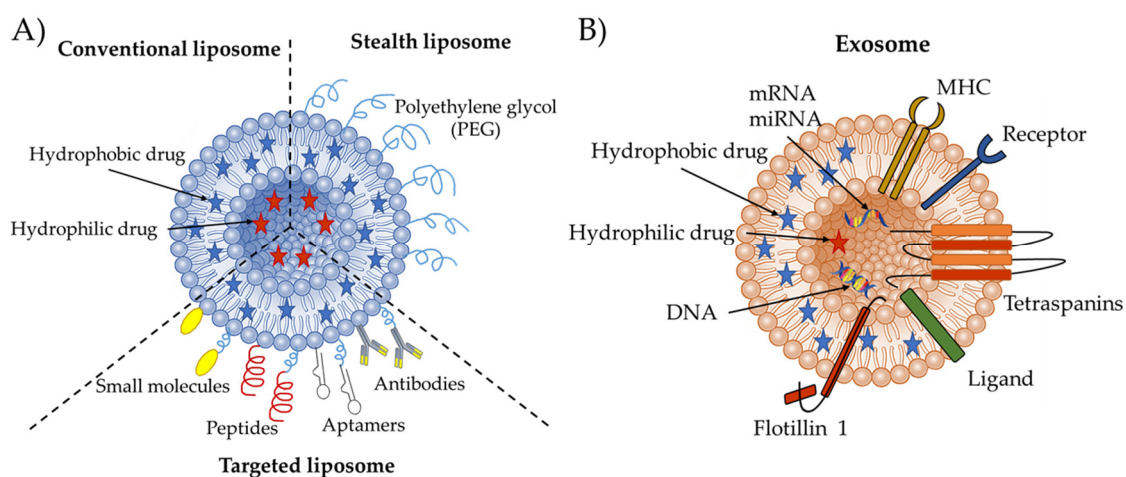 A)
Conventional liposome
Stealth liposome
Polyethylene glycol
(PEG)
Hydrophobic drug
Hydrophilic drug
Small molecules
Peptides
Aptamers
Antibodies
Targeted liposome
B)
Exosome
mRNA
miRNA
MHC
Receptor
Hydrophobic drug
Hydrophilic drug
DNA
Tetraspanins
Ligand
Flotillin 1